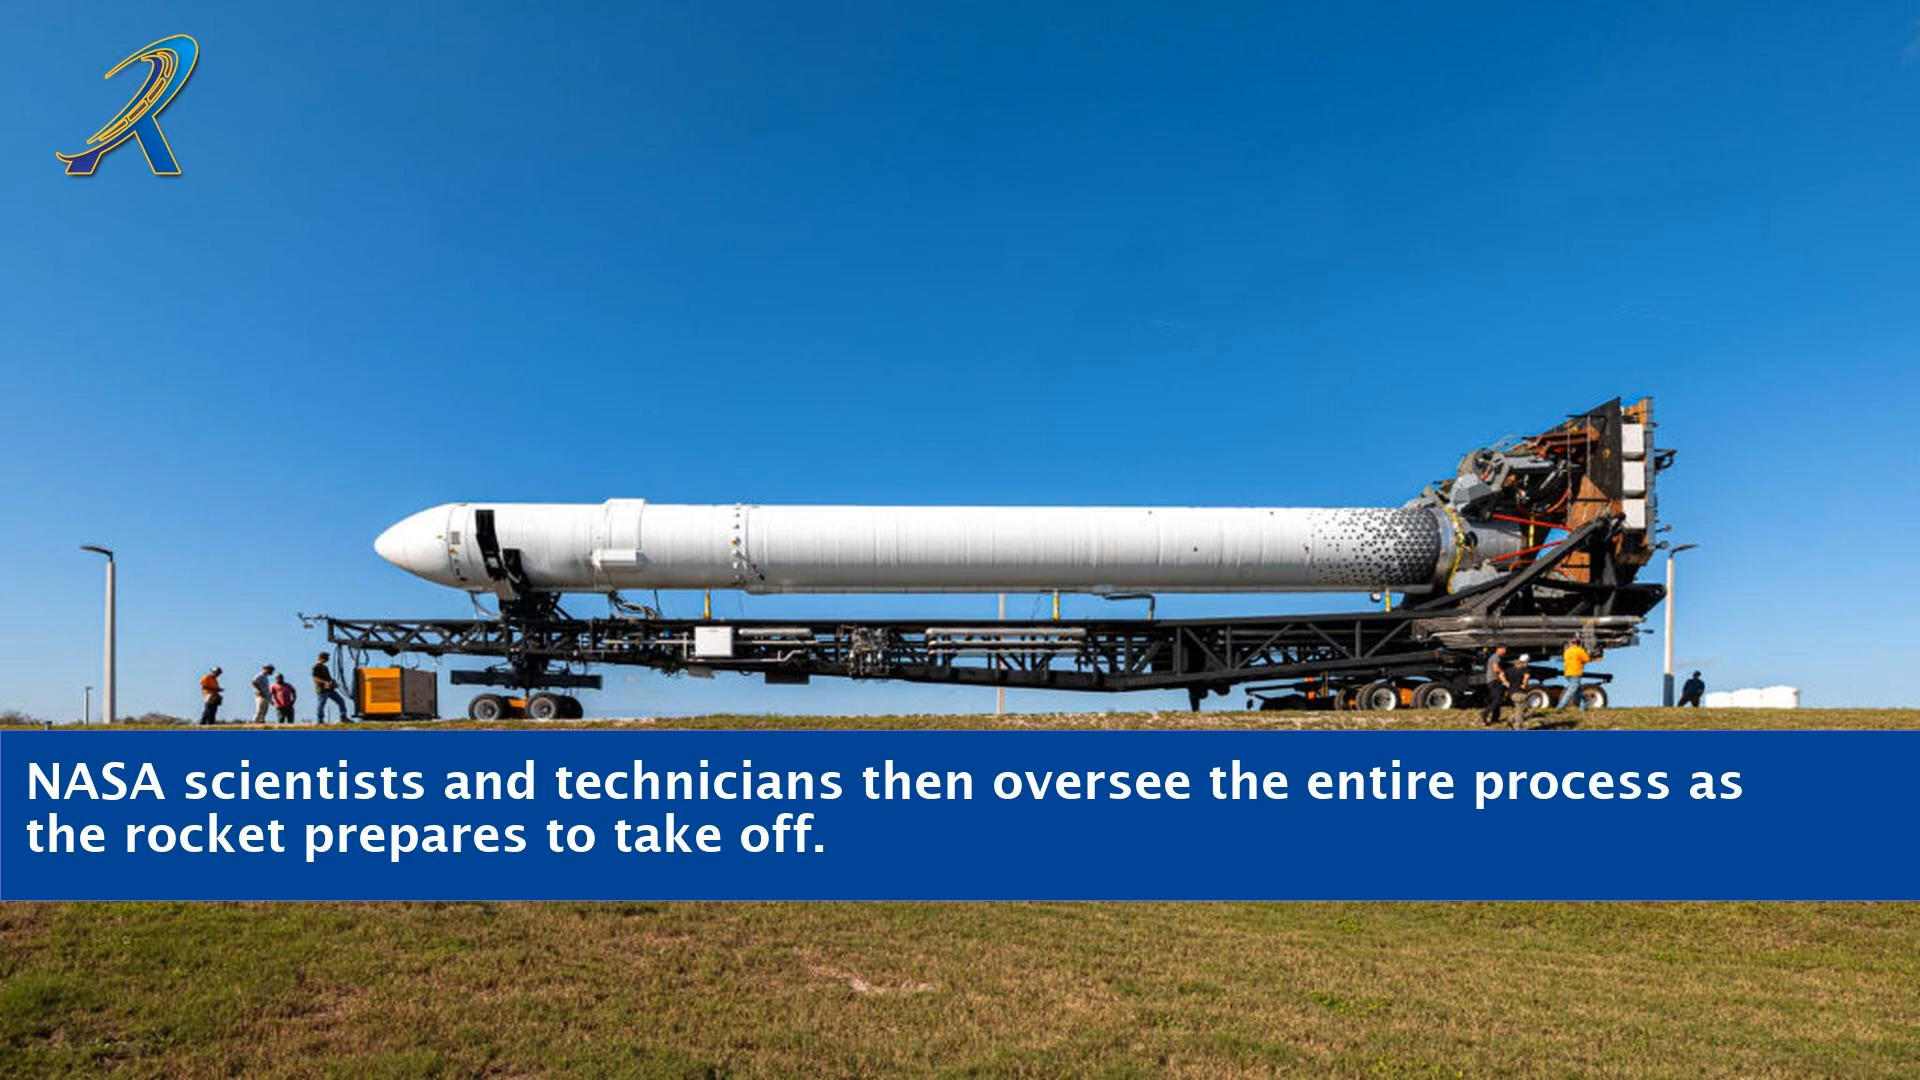 NASA scientists and technicians then oversee the entire process as
the rocket prepares to take off.